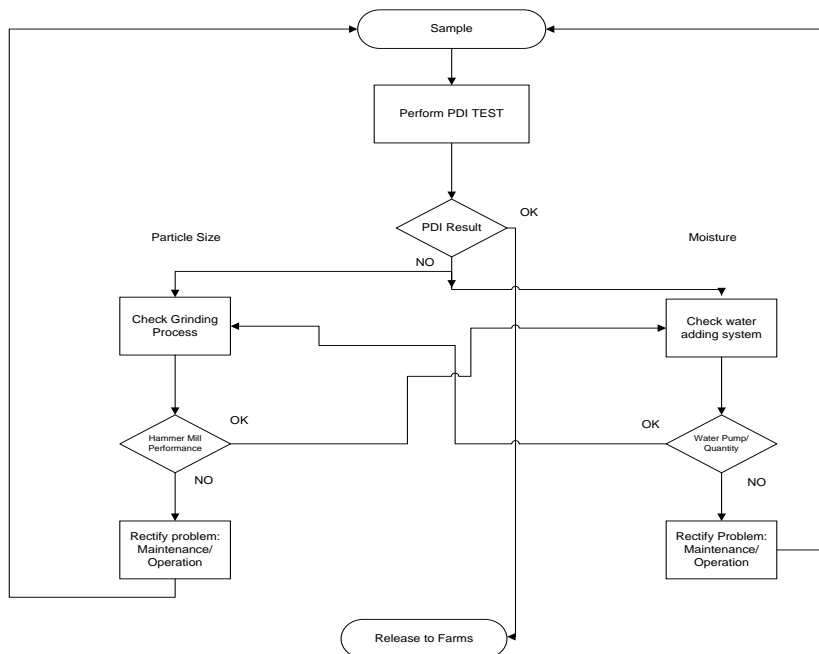 Sample
Perform PDI TEST
PDI Result
OK
NO
Particle Size
Moisture
Check Grinding
Process
Check water
adding system
Hammer Mill
Performance
OK
NO
Water Pump/
Quantity
OK
NO
Rectify problem:
Maintenance/
Operation
Rectify Problem:
Maintenance/
Operation
Release to Farms